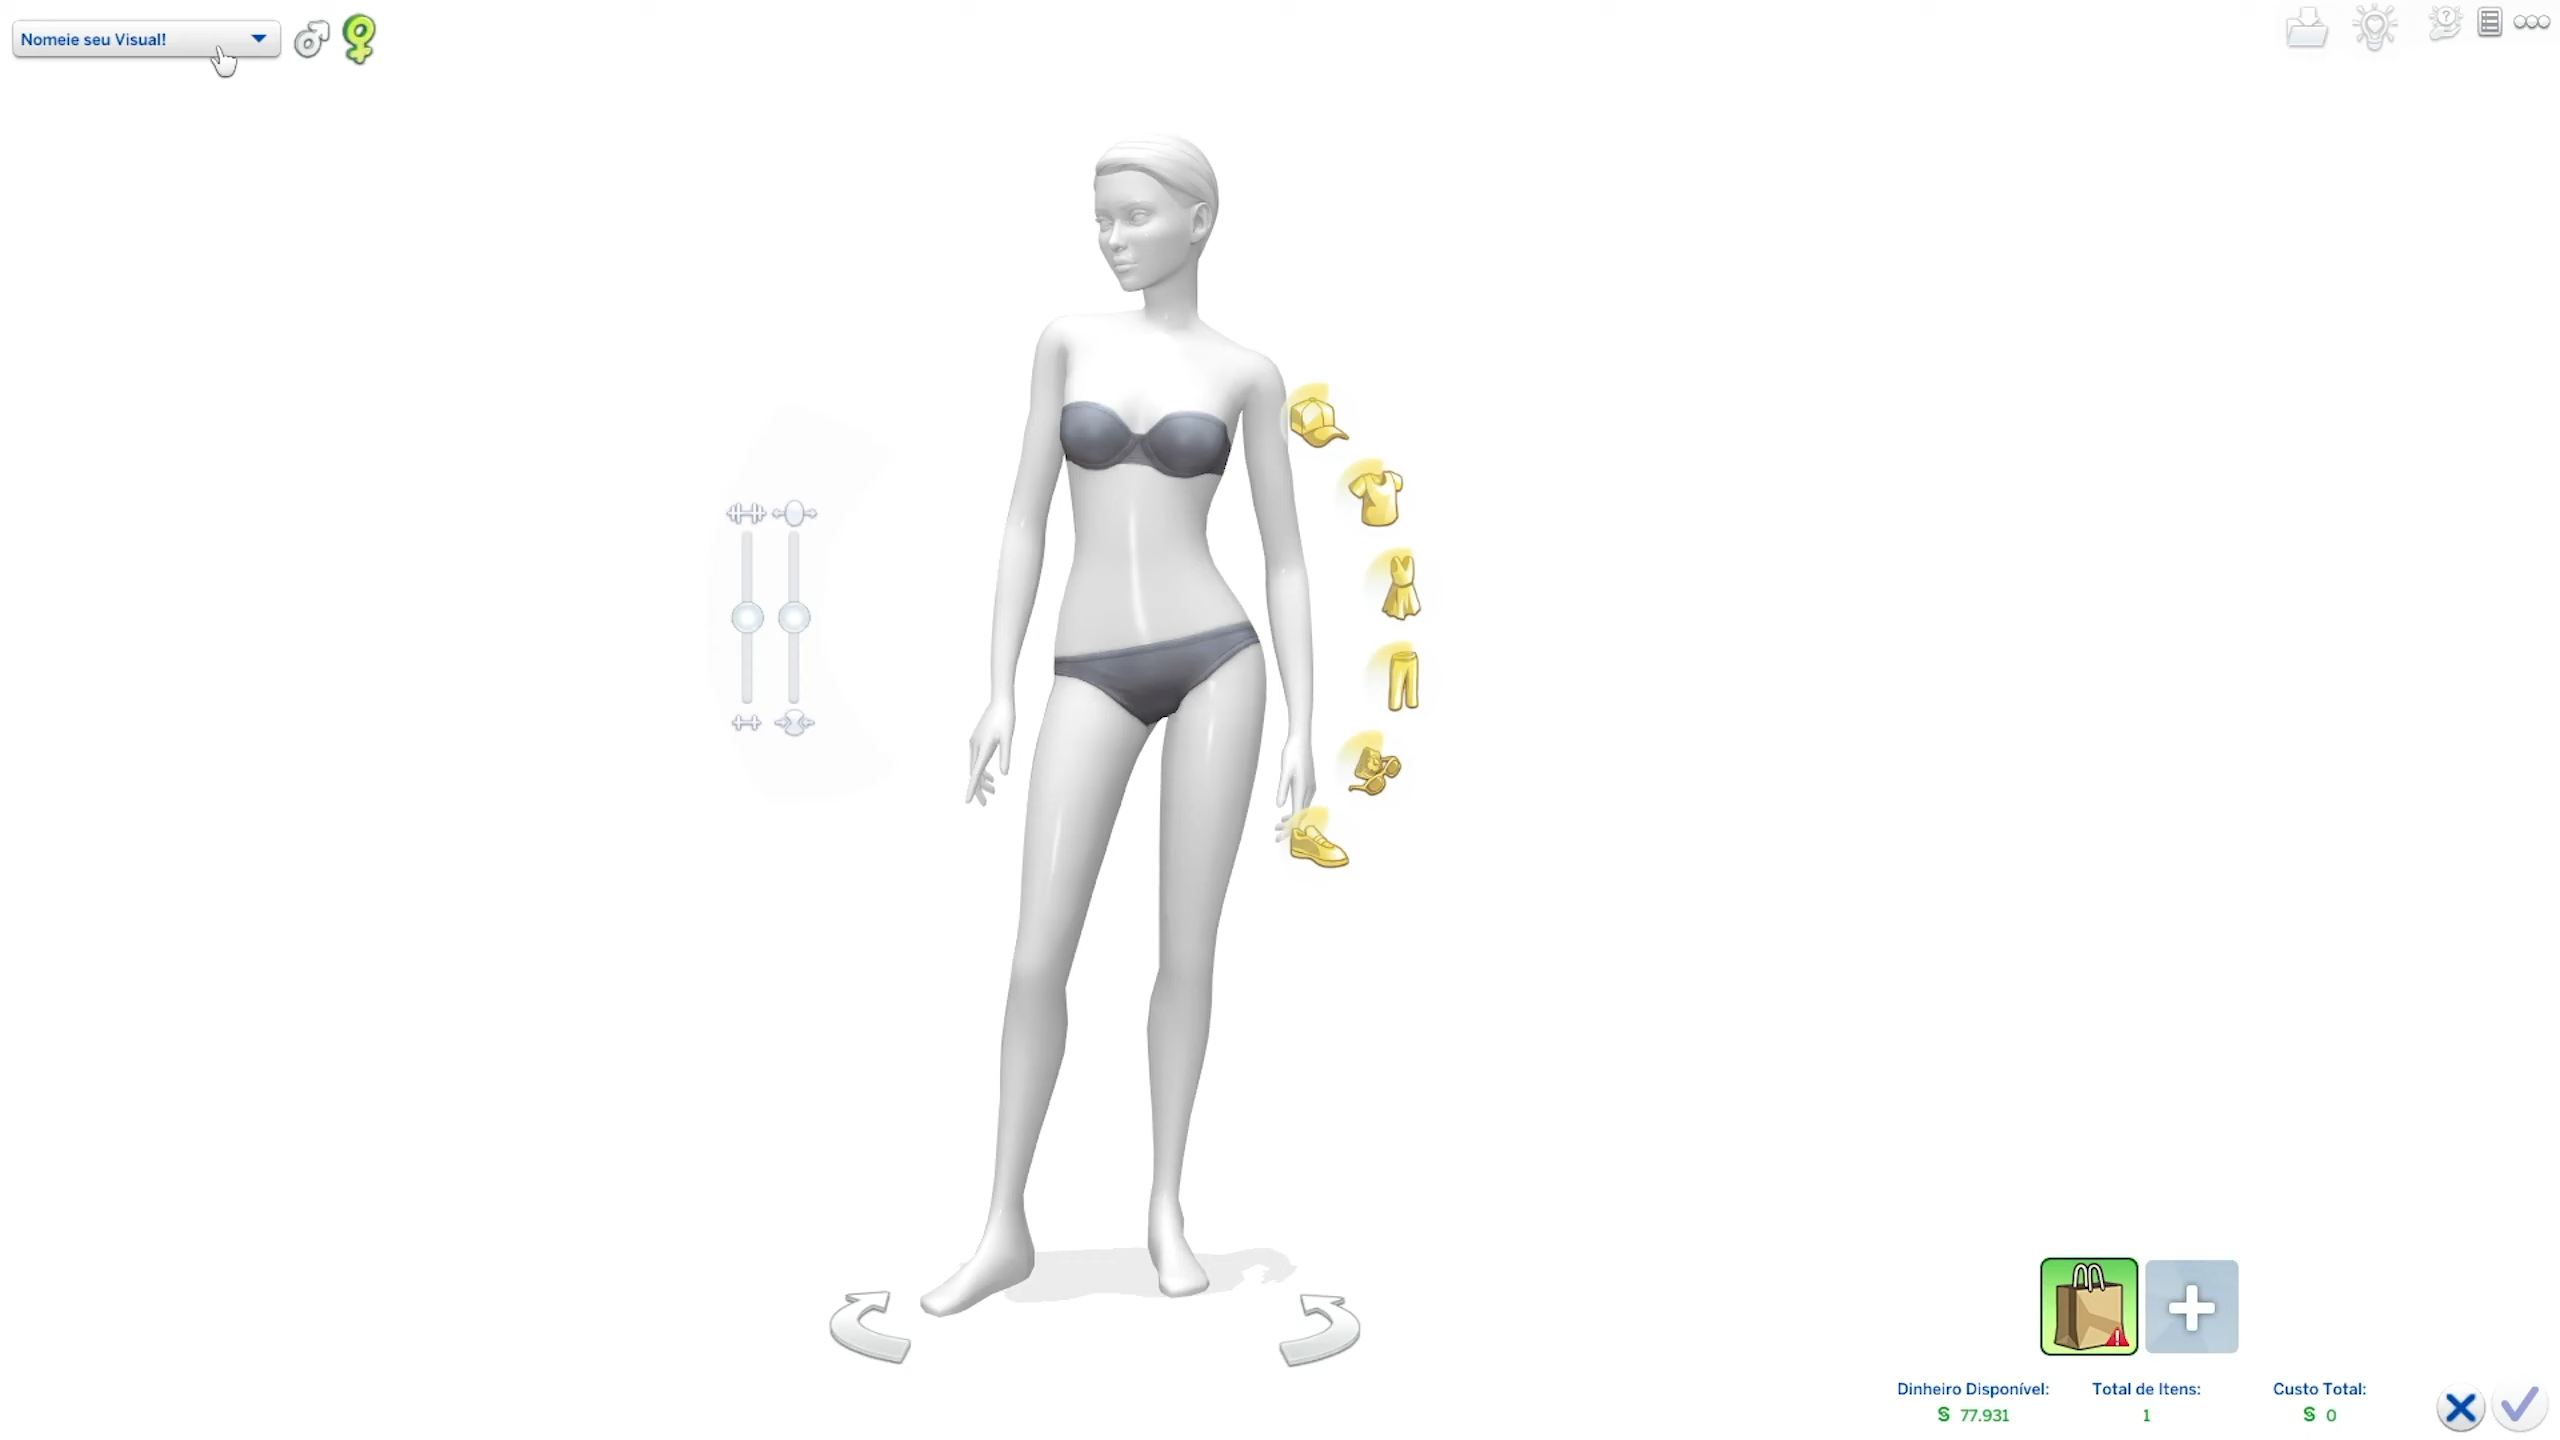 Nomeie seu Visual!
Dinheiro Disponível:
§ 77.931
Total de Itens:
1
Custo Total:
§ 0